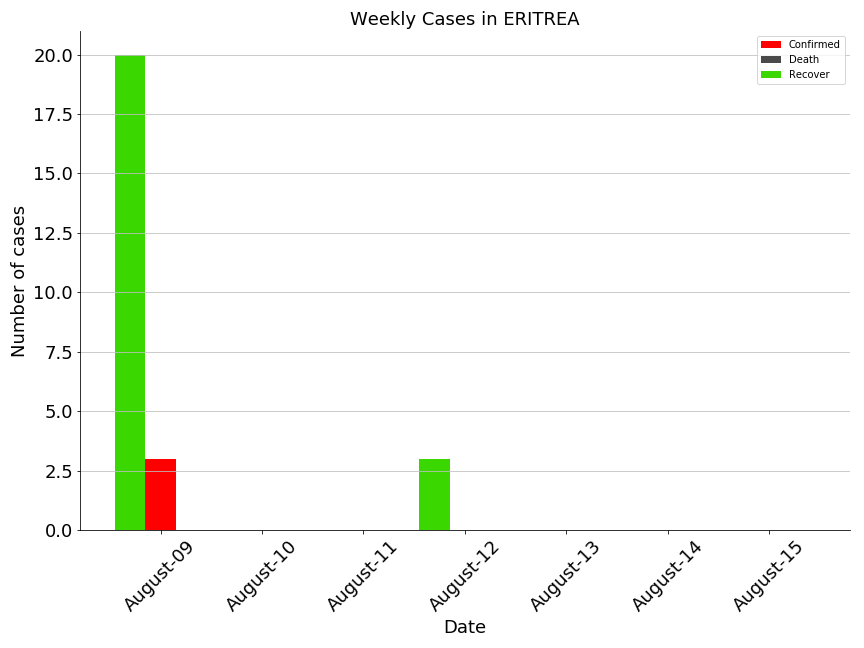 Weekly Cases in ERITREA
Confirmed
Death
Recover
Number of cases
20.0
17.5
15.0
12.5
10.0
7.5
5.0
2.5
0.0
August-09
August-10
August-11
August-12
August-13
August-14
August-15
Date